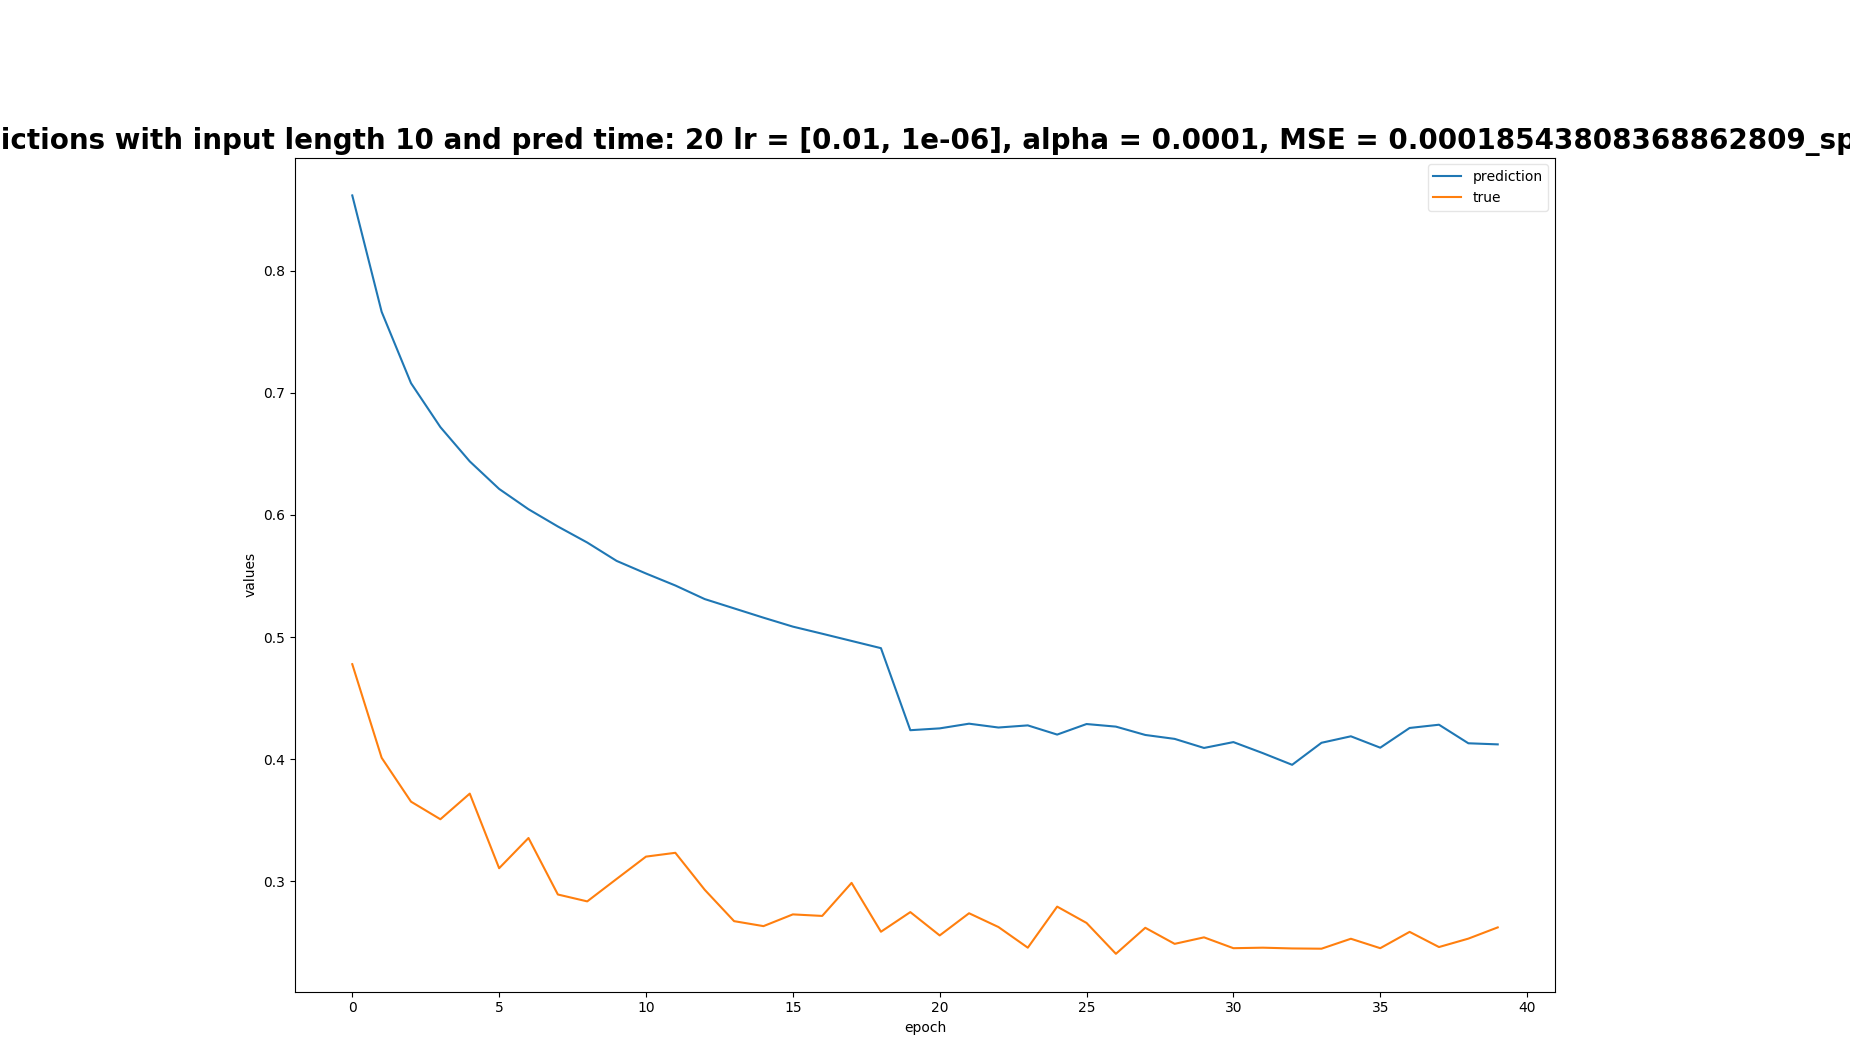 ictions with input length 10 and pred time: 20 lr = [0.01, 1e-06], alpha = 0.0001, MSE = 0.00018543808368862809_sp
prediction
true
0.8
0.7
0.6
0.5
0.4
0.3
values
0 5 10 15 20 25 30 35 40
epoch